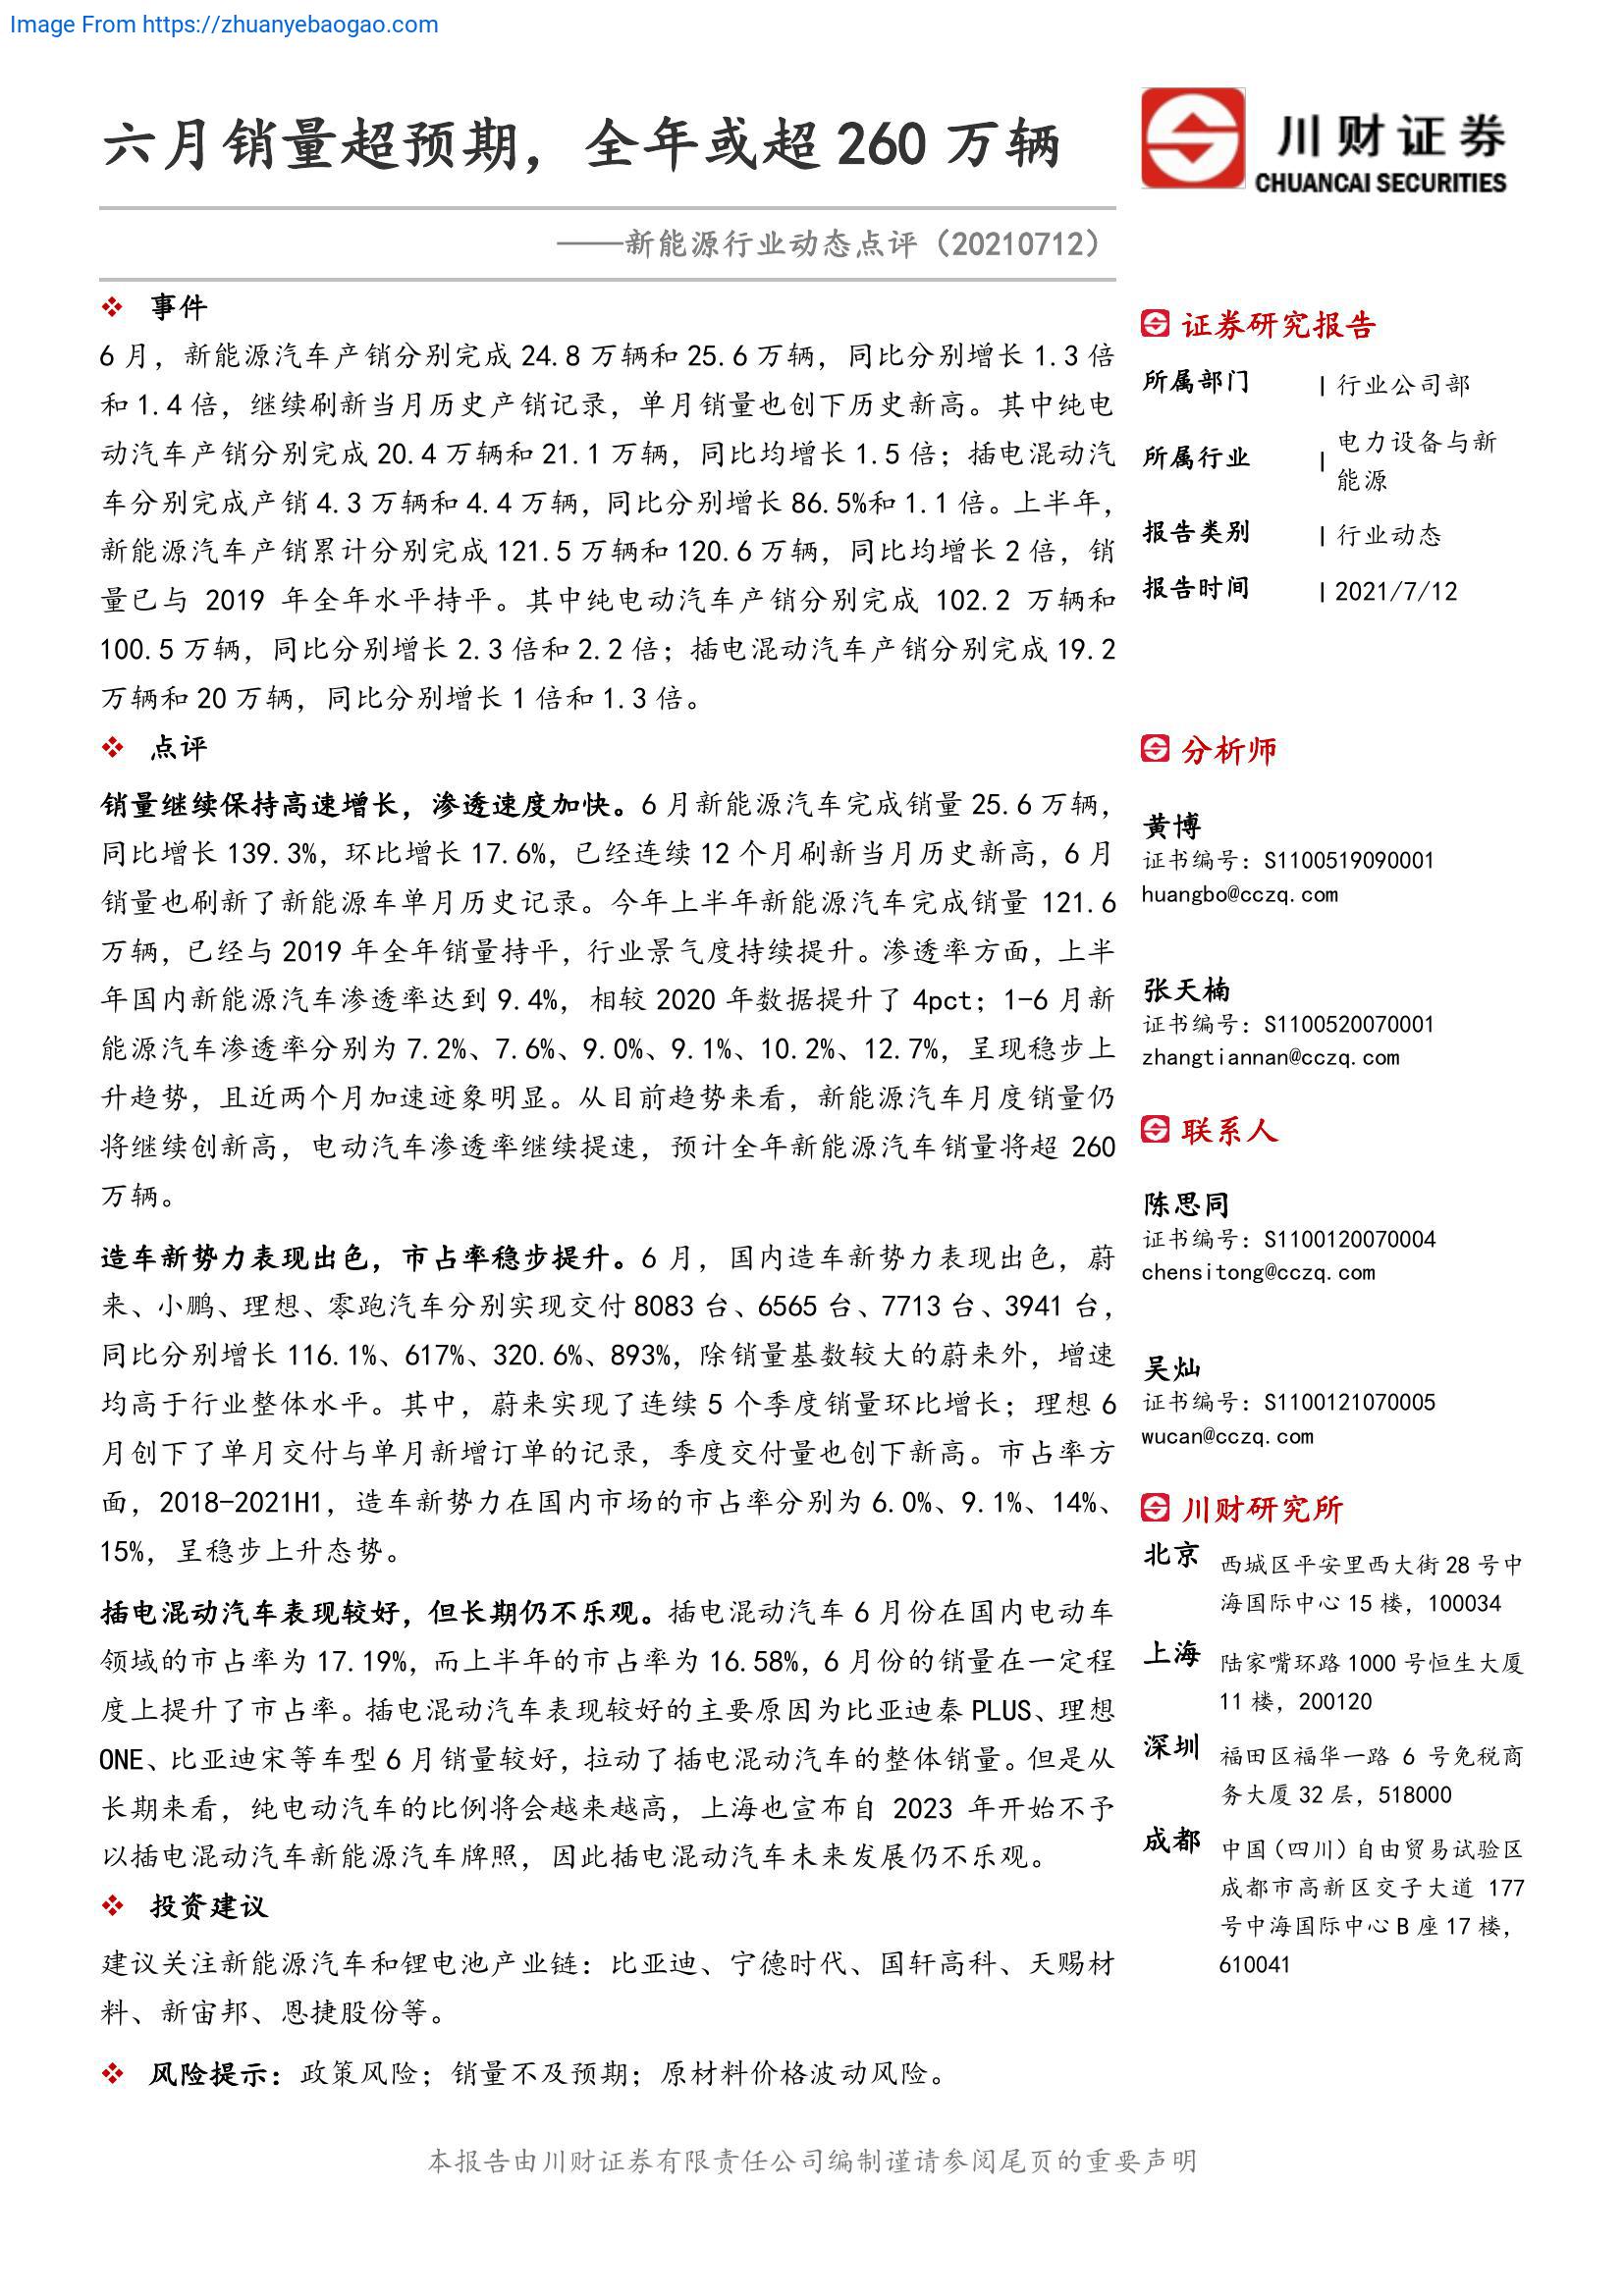 Image From https://zhuanyebaogao.com
六月销量超预期，全年或超 260 万辆
川财证券
CHUANCAI SECURITIES
——新能源行业动态点评（20210712）
❖ 事件
6 月，新能源汽车产销分别完成 24.8 万辆和 25.6 万辆，同比分别增长 1.3 倍
和 1.4 倍，继续刷新当月历史产销记录，单月销量也创下历史新高。其中纯电
动汽车产销分别完成 20.4 万辆和 21.1 万辆，同比均增长 1.5 倍；插电混动汽
车分别完成产销 4.3 万辆和 4.4 万辆，同比分别增长 86.5%和 1.1 倍。上半年，
新能源汽车产销累计分别完成 121.5 万辆和 120.6 万辆，同比均增长 2 倍，销
量已与 2019 年全年水平持平。其中纯电动汽车产销分别完成 102.2 万辆和
100.5 万辆，同比分别增长 2.3 倍和 2.2 倍；插电混动汽车产销分别完成 19.2
万辆和 20 万辆，同比分别增长 1 倍和 1.3 倍。
❖ 点评
销量继续保持高速增长，渗透速度加快。6 月新能源汽车完成销量 25.6 万辆，
同比增长 139.3%，环比增长 17.6%，已经连续 12 个月刷新当月历史新高，6 月
销量也刷新了新能源车单月历史记录。今年上半年新能源汽车完成销量 121.6
万辆，已经与 2019 年全年销量持平，行业景气度持续提升。渗透率方面，上半
年国内新能源汽车渗透率达到 9.4%，相较 2020 年数据提升了 4pct；1-6 月新
能源汽车渗透率分别为 7.2%、7.6%、9.0%、9.1%、10.2%、12.7%，呈现稳步上
升趋势，且近两个月加速迹象明显。从目前趋势来看，新能源汽车月度销量仍
将继续创新高，电动汽车渗透率继续提速，预计全年新能源汽车销量将超 260
万辆。
造车新势力表现出色，市占率稳步提升。6 月，国内造车新势力表现出色，蔚
来、小鹏、理想、零跑汽车分别实现交付 8083 台、6565 台、7713 台、3941 台，
同比分别增长 116.1%、617%、320.6%、893%，除销量基数较大的蔚来外，增速
均高于行业整体水平。其中，蔚来实现了连续 5 个季度销量环比增长；理想 6
月创下了单月交付与单月新增订单的记录，季度交付量也创下新高。市占率方
面，2018-2021H1，造车新势力在国内市场的市占率分别为 6.0%、9.1%、14%、
15%，呈稳步上升态势。
插电混动汽车表现较好，但长期仍不乐观。插电混动汽车 6 月份在国内电动车
领域的市占率为 17.19%，而上半年的市占率为 16.58%，6 月份的销量在一定程
度上提升了市占率。插电混动汽车表现较好的主要原因为比亚迪秦 PLUS、理想
ONE、比亚迪宋等车型 6 月销量较好，拉动了插电混动汽车的整体销量。但是从
长期来看，纯电动汽车的比例将会越来越高，上海也宣布自 2023 年开始不予
以插电混动汽车新能源汽车牌照，因此插电混动汽车未来发展仍不乐观。
❖ 投资建议
建议关注新能源汽车和锂电池产业链：比亚迪、宁德时代、国轩高科、天赐材
料、新宙邦、恩捷股份等。
❖ 风险提示：政策风险；销量不及预期；原材料价格波动风险。
证券研究报告
所属部门 | 行业公司部
所属行业 | 电力设备与新
能源
报告类别 | 行业动态
报告时间 | 2021/7/12
分析师
黄博
证书编号：S1100519090001
huangbo@cczq.com
张天楠
证书编号：S1100520070001
zhangtiannan@cczq.com
联系人
陈思同
证书编号：S1100120070004
chensitong@cczq.com
吴灿
证书编号：S1100121070005
wucan@cczq.com
川财研究所
北京 西城区平安里西大街 28 号中
海国际中心 15 楼，100034
上海 陆家嘴环路 1000 号恒生大厦
11 楼，200120
深圳 福田区福华一路 6 号免税商
务大厦 32 层，518000
成都 中国（四川）自由贸易试验区
成都市高新区交子大道 177
号中海国际中心 B 座 17 楼，
610041
本报告由川财证券有限责任公司编制谨请参阅尾页的重要声明